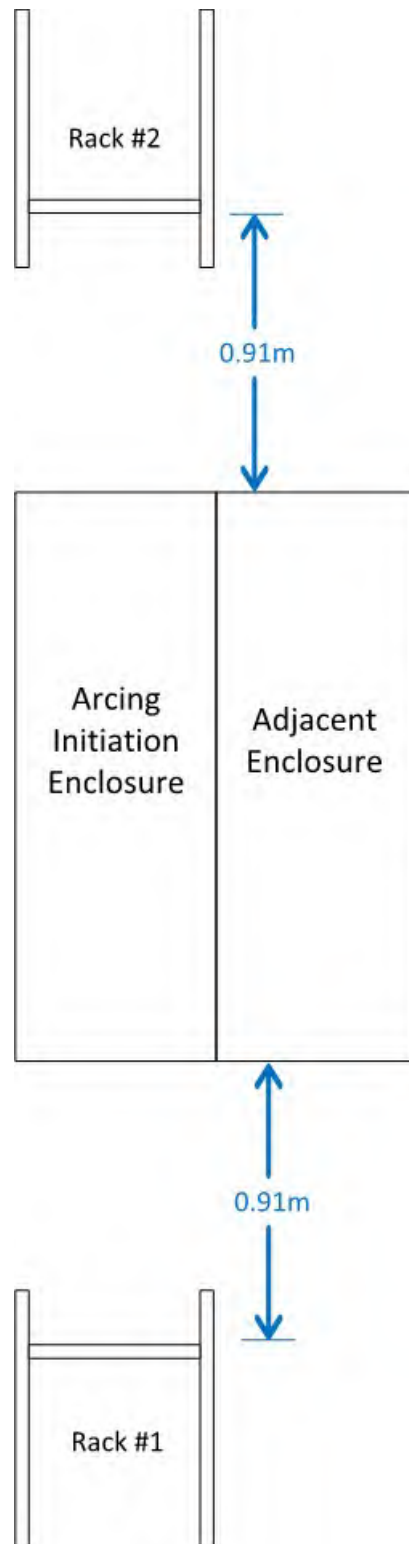 Rack #2
0.91m
Arcing
Initiation
Enclosure
Adjacent
Enclosure
0.91m
Rack #1